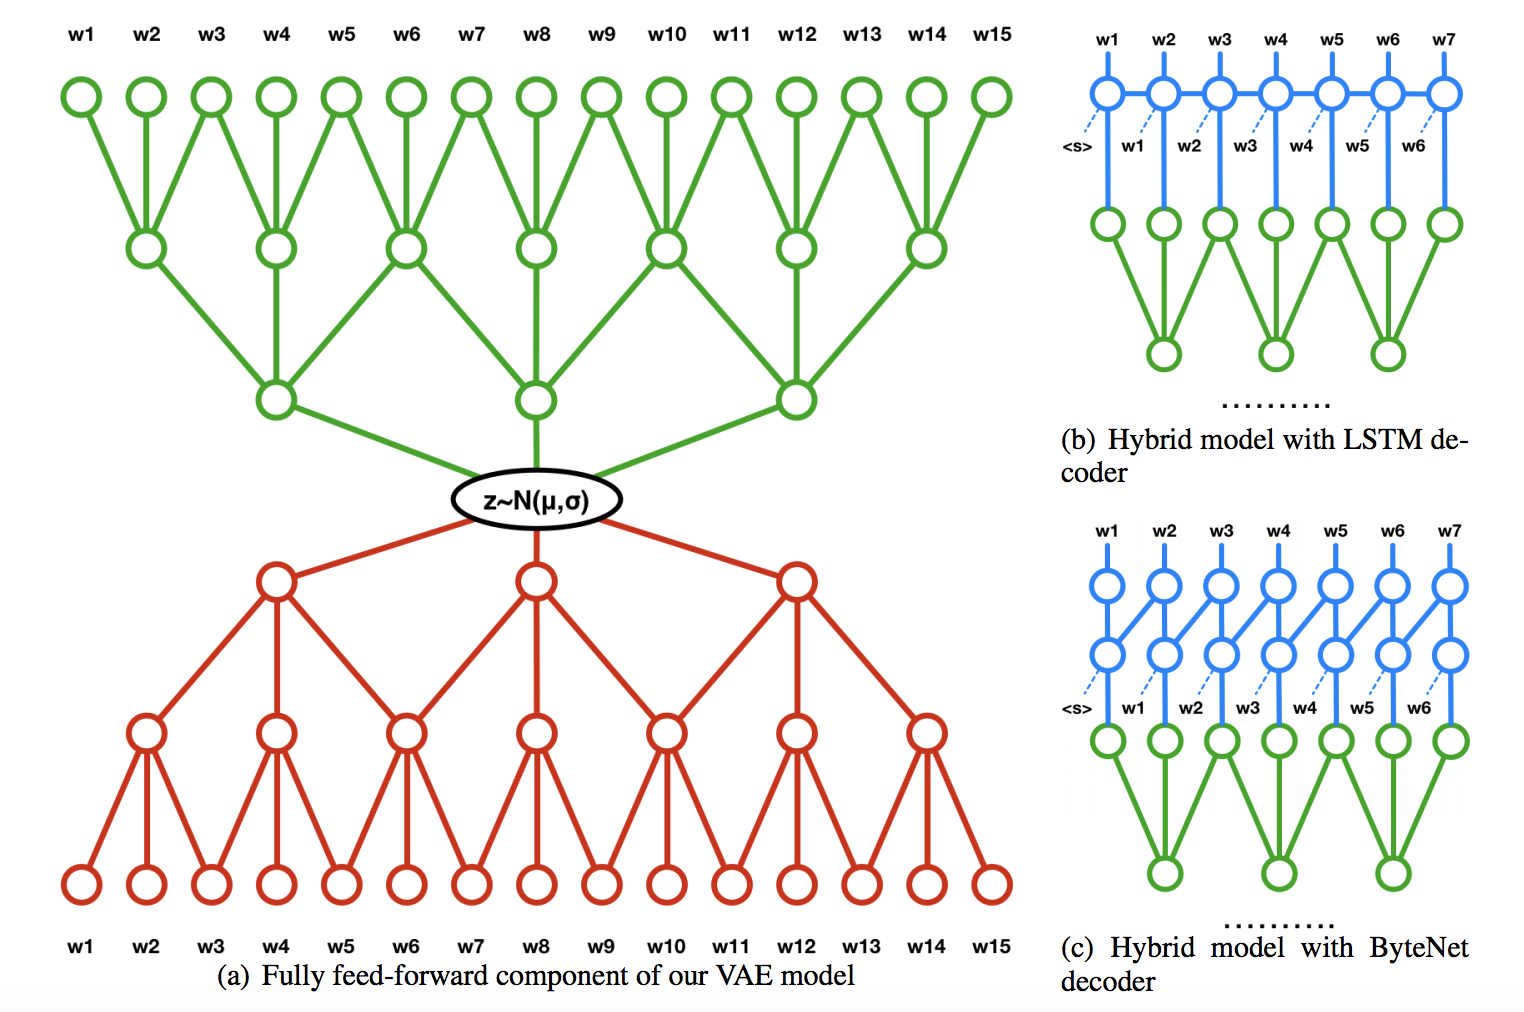 w1 w2 w3 w4 w5 w6 w7 w8 w9 w10 w11 w12 w13 w14 w15
z~N(μ,σ)
w1 w2 w3 w4 w5 w6 w7 w8 w9 w10 w11 w12 w13 w14 w15
(a) Fully feed-forward component of our VAE model
w1 w2 w3 w4 w5 w6 w7
<s> w1 w2 w3 w4 w5 w6
..........
(b) Hybrid model with LSTM de-
coder
w1 w2 w3 w4 w5 w6 w7
<s> w1 w2 w3 w4 w5 w6
..........
(c) Hybrid model with ByteNet
decoder